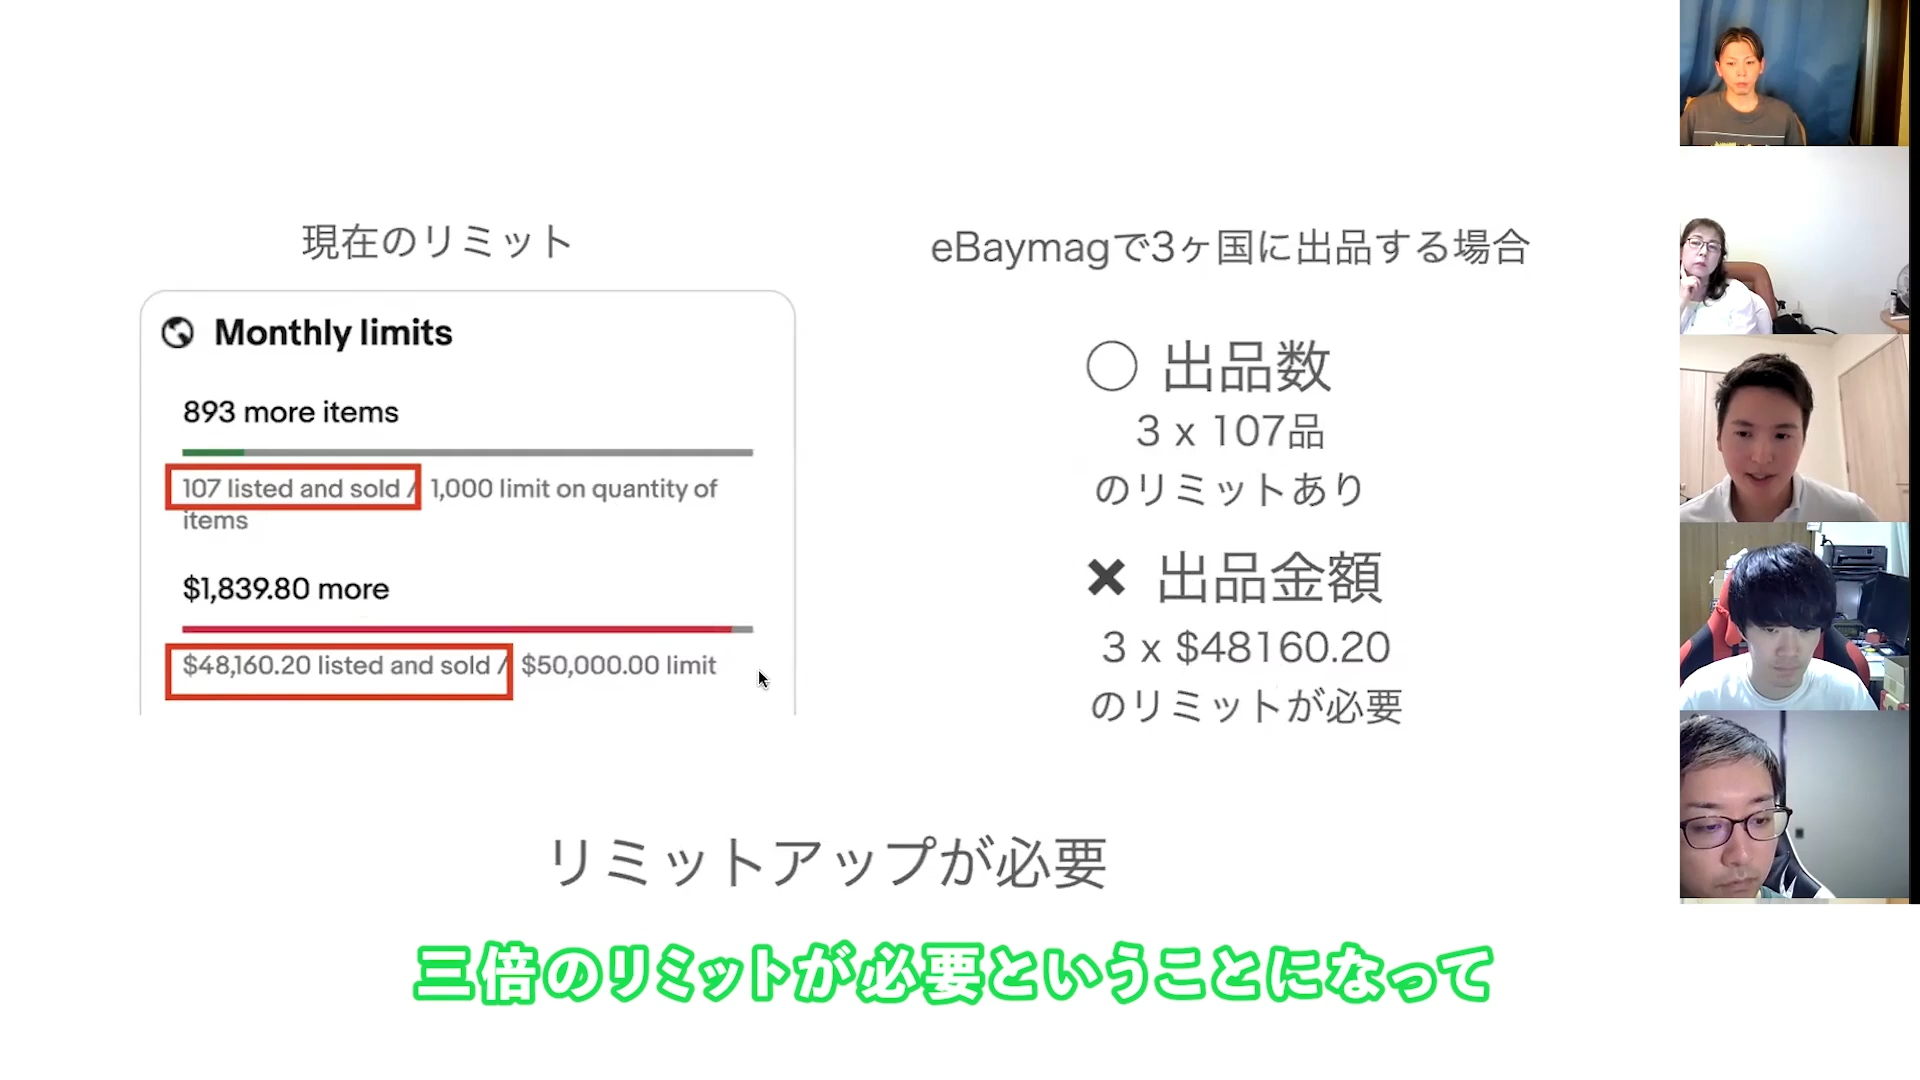 現在のリミット
Monthly limits
893 more items
107 listed and sold / 1,000 limit on quantity of
items
$1,839.80 more
$48,160.20 listed and sold / $50,000.00 limit
eBaymagで3ヶ国に出品する場合
◯ 出品数
3 x 107品
のリミットあり
✖ 出品金額
3 x $48160.20
のリミットが必要
リミットアップが必要
三倍のリミットが必要ということになって